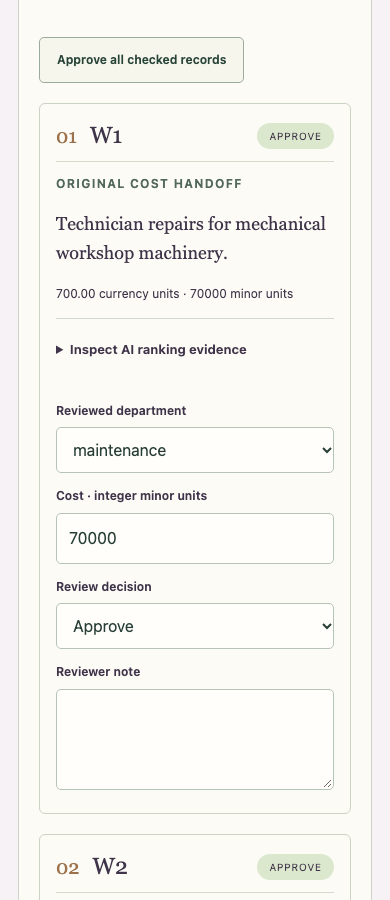 Approve all checked records
01 W1 APPROVE
ORIGINAL COST HANDOFF
Technician repairs for mechanical
workshop machinery.
700.00 currency units · 70000 minor units
Inspect AI ranking evidence
Reviewed department
maintenance
Cost · integer minor units
70000
Review decision
Approve
Reviewer note
02 W2 APPROVE